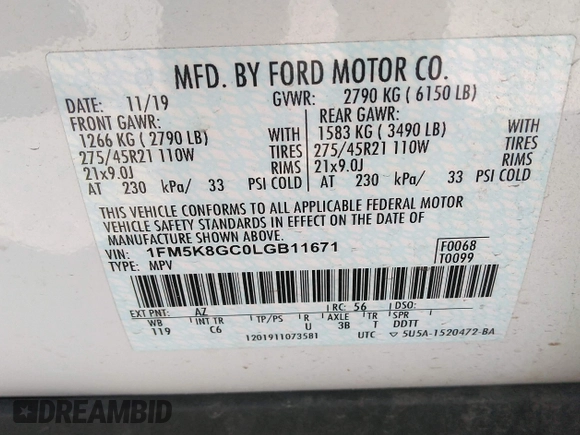 MFD. BY FORD MOTOR CO.
DATE: 11/19 GVWR: 2790 KG ( 6150 LB)
FRONT GAWR: REAR GAWR:
1266 KG ( 2790 LB) WITH 1583 KG ( 3490 LB) WITH
275/45R21 110W TIRES 275/45R21 110W TIRES
21x9.0J RIMS 21x9.0J RIMS
AT 230 kPa/ 33 PSI COLD AT 230 kPa/ 33 PSI COLD
THIS VEHICLE CONFORMS TO ALL APPLICABLE FEDERAL MOTOR
VEHICLE SAFETY STANDARDS IN EFFECT ON THE DATE OF
MANUFACTURE SHOWN ABOVE.
VIN: 1FM5K8GC0LGB11671 F0068
TYPE: MPV T0099
EXT PNT: AZ RC: 56 DSO:
WB INT TR TP/PS R AXLE TR SPR
119 C6 U 3B T DDTT
1201911073581 UTC 5U5A-1520472-BA
DREAMBID